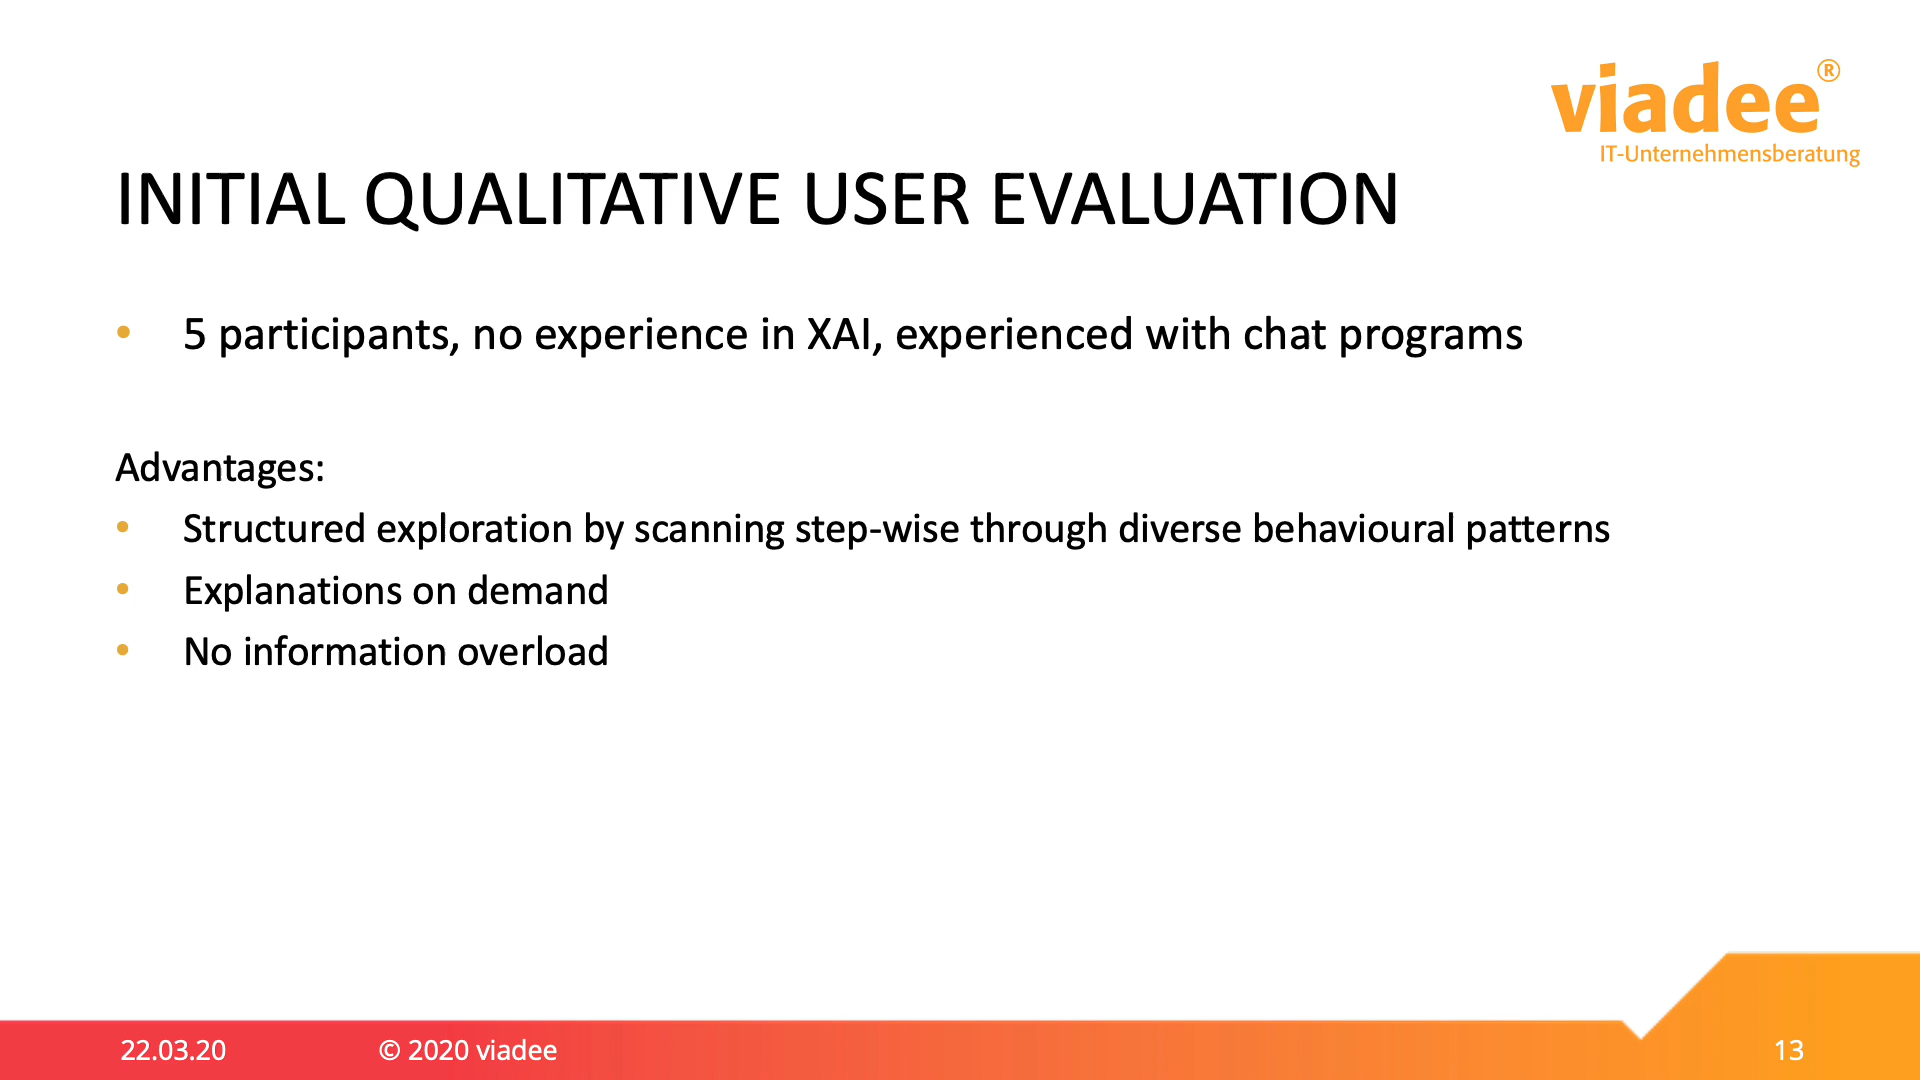 viadee®
IT-Unternehmensberatung
INITIAL QUALITATIVE USER EVALUATION
• 5 participants, no experience in XAI, experienced with chat programs
Advantages:
• Structured exploration by scanning step-wise through diverse behavioural patterns
• Explanations on demand
• No information overload
22.03.20 © 2020 viadee 13